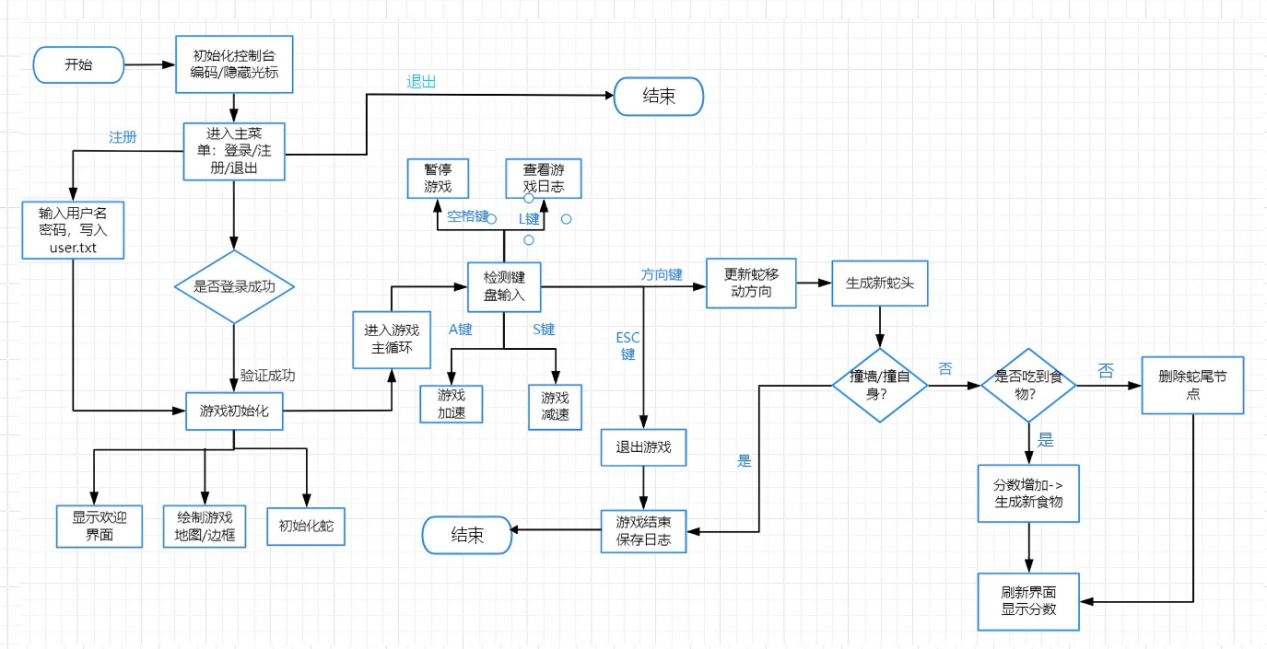 开始
初始化控制台
编码/隐藏光标
退出
结束
注册
进入主菜
单：登录/注
册/退出
暂停
游戏
查看游
戏日志
输入用户名
密码，写入
user.txt
空格键
L键
是否登录成功
检测键
盘输入
方向键
更新蛇移
动方向
生成新蛇头
进入游戏
主循环
A键
S键
ESC
键
验证成功
游戏初始化
游戏
加速
游戏
减速
撞墙/撞自
身？
否
是否吃到食
物？
否
删除蛇尾节
点
退出游戏
是
是
分数增加->
生成新食物
显示欢迎
界面
绘制游戏
地图/边框
初始化蛇
结束
游戏结束
保存日志
刷新界面
显示分数